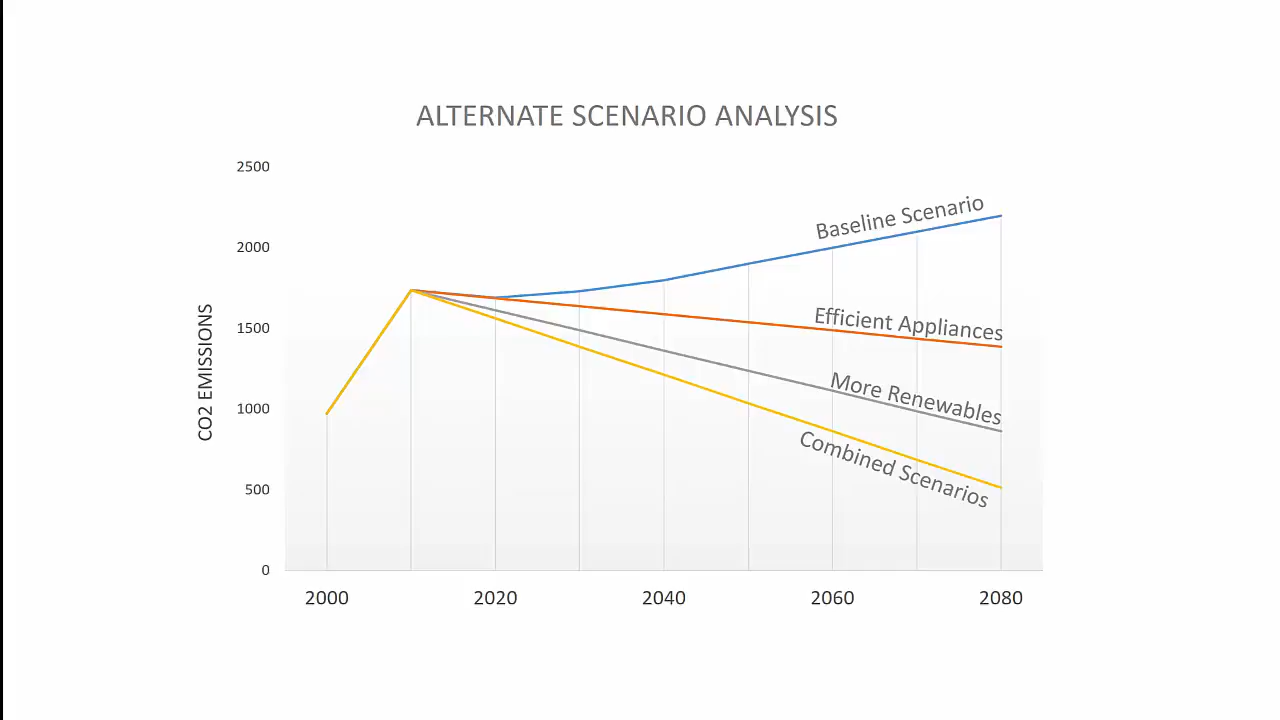 ALTERNATE SCENARIO ANALYSIS
2500
2000
1500
1000
500
0
CO2 EMISSIONS
Baseline Scenario
Efficient Appliances
More Renewables
Combined Scenarios
2000 2020 2040 2060 2080